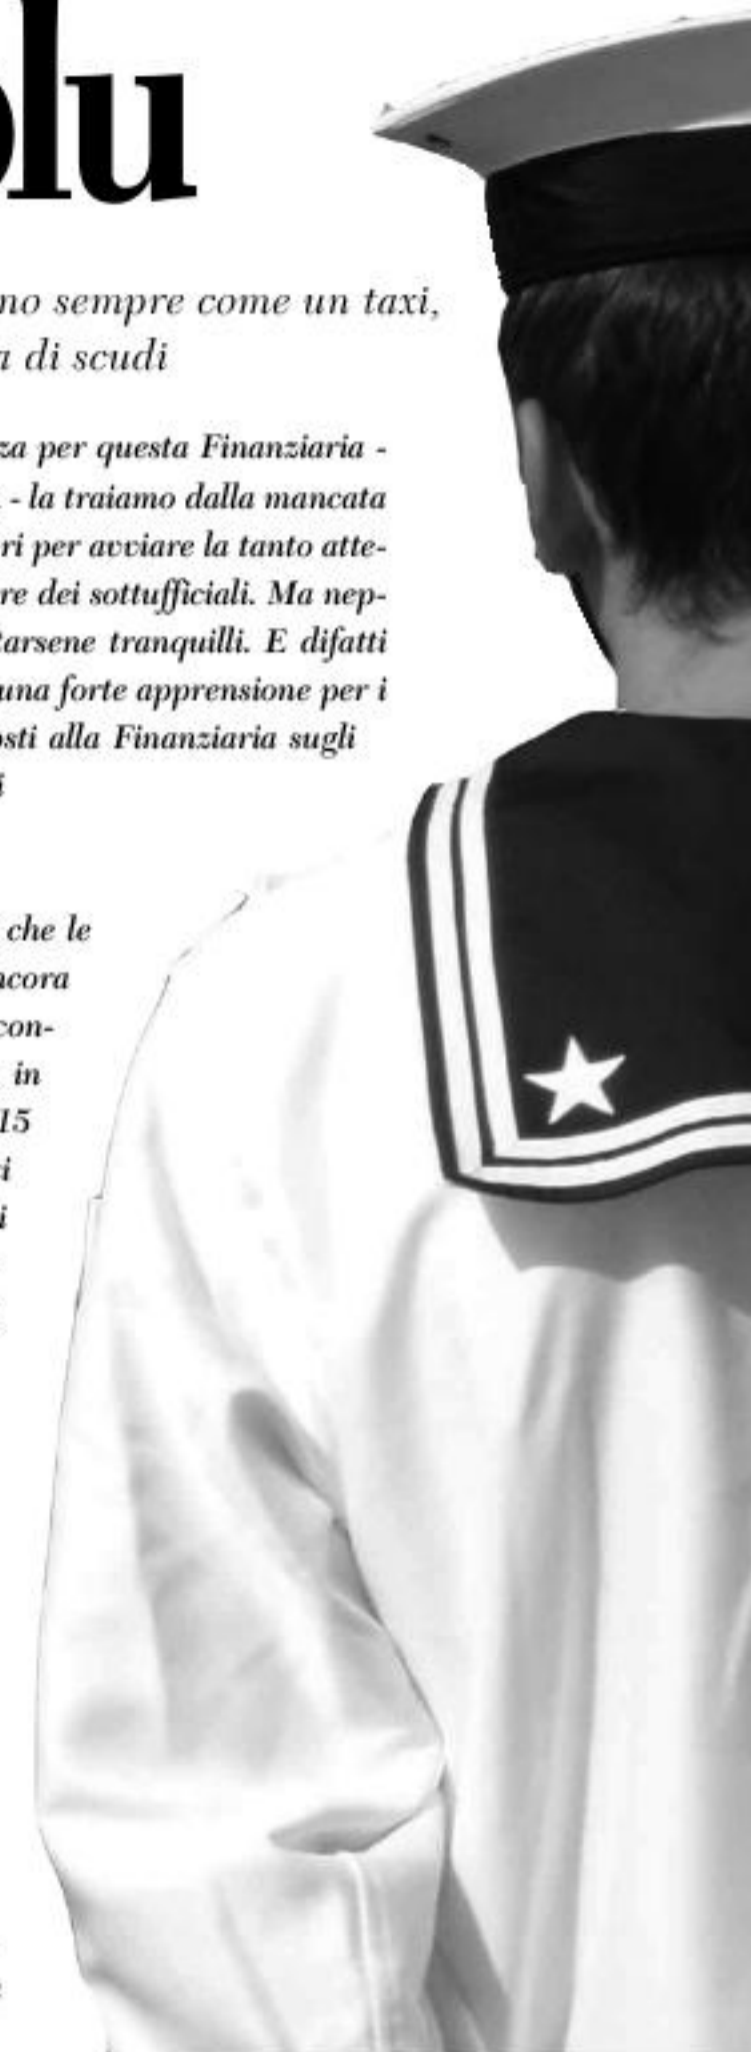 olu
no sempre come un taxi,
a di scudi
za per questa Finanziaria -
- la traiamo dalla mancata
ri per avviare la tanto atte-
re dei sottufficiali. Ma nep-
tarsene tranquilli. E difatti
una forte apprensione per i
osti alla Finanziaria sugli
i
che le
ncora
con-
in
15
i
i